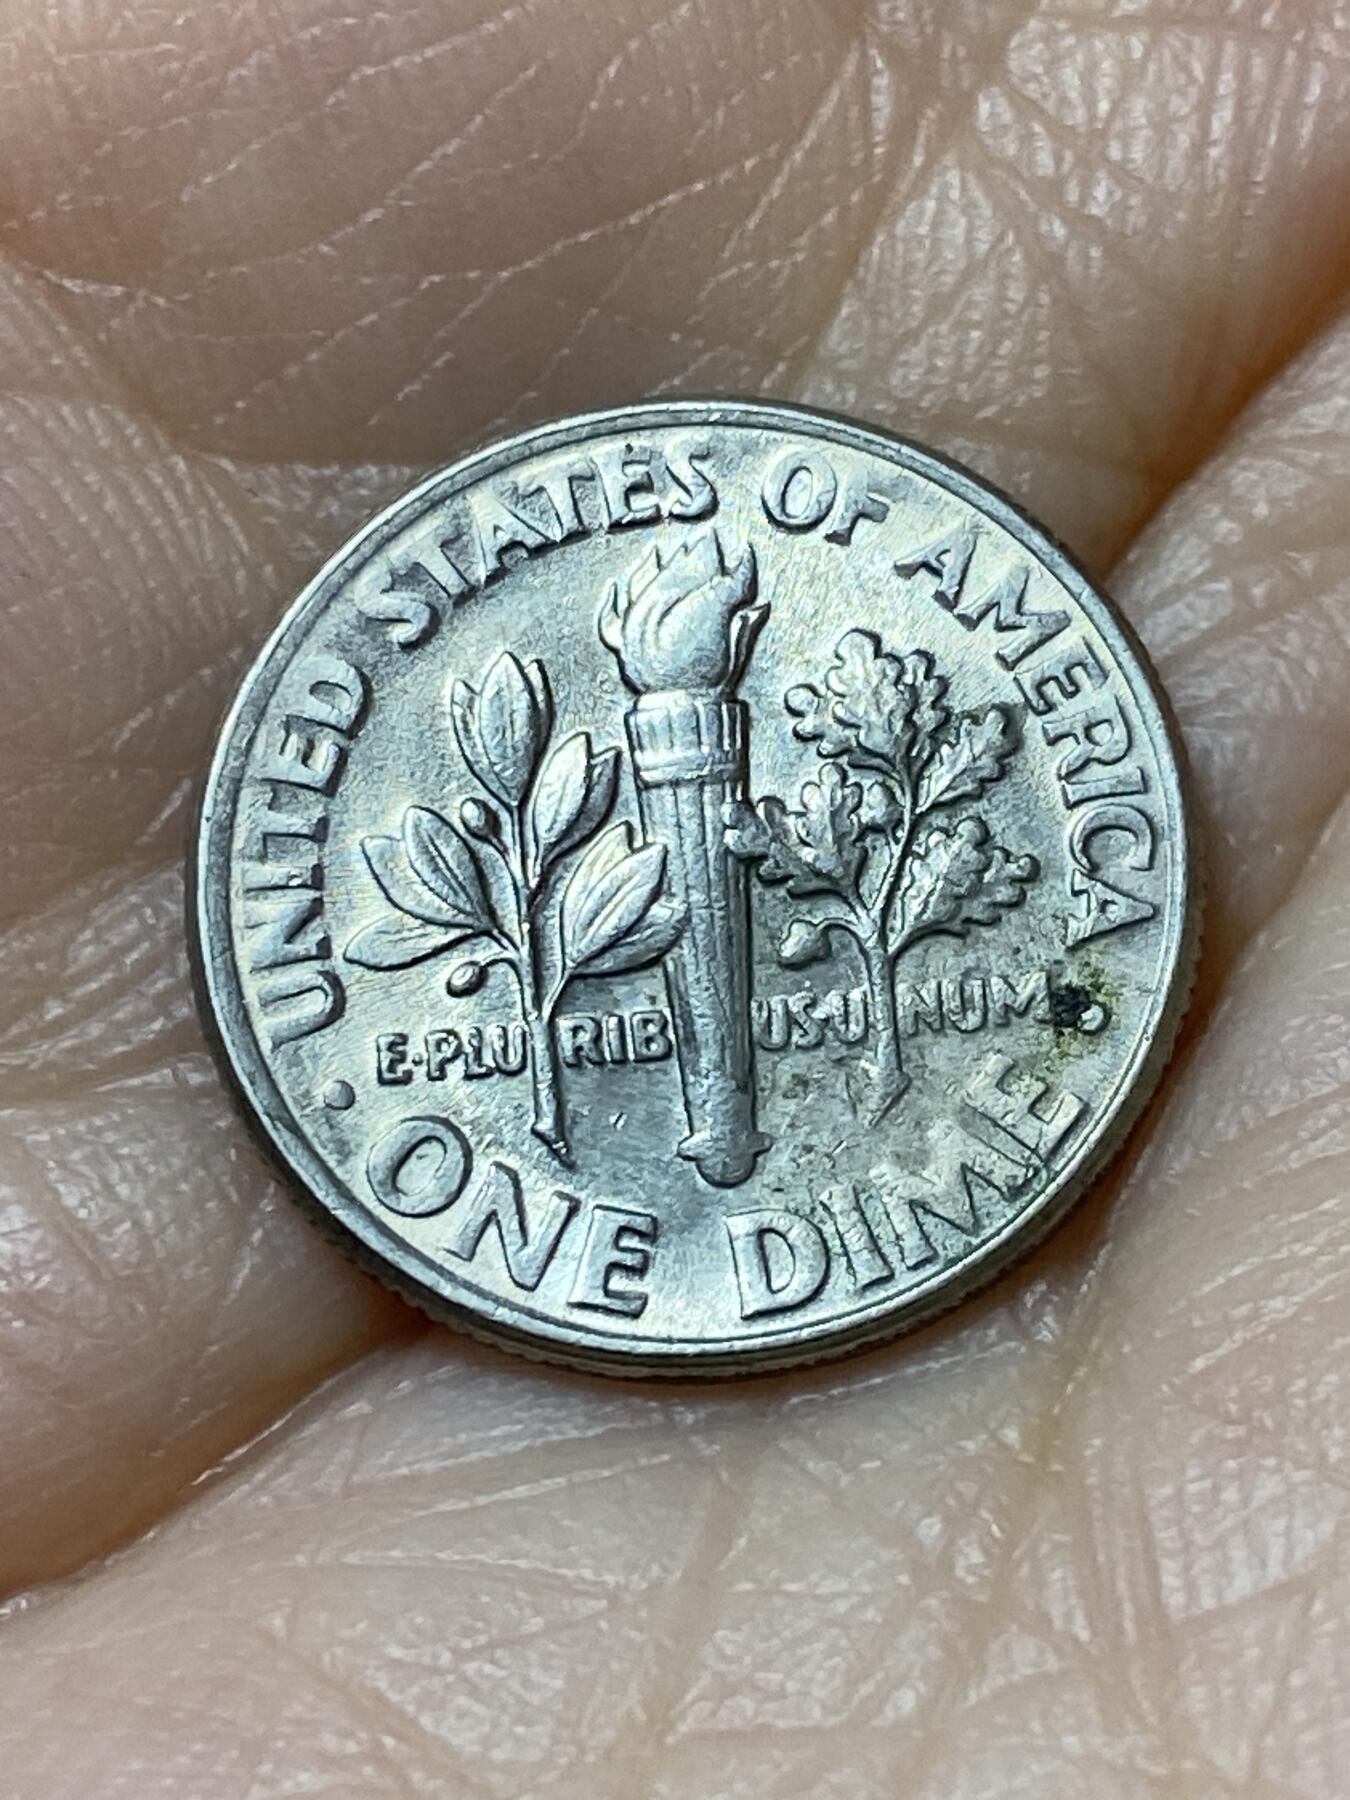 UNITED STATES OF AMERICA
E·PLURIBUS·UNUM
· ONE DIME ·